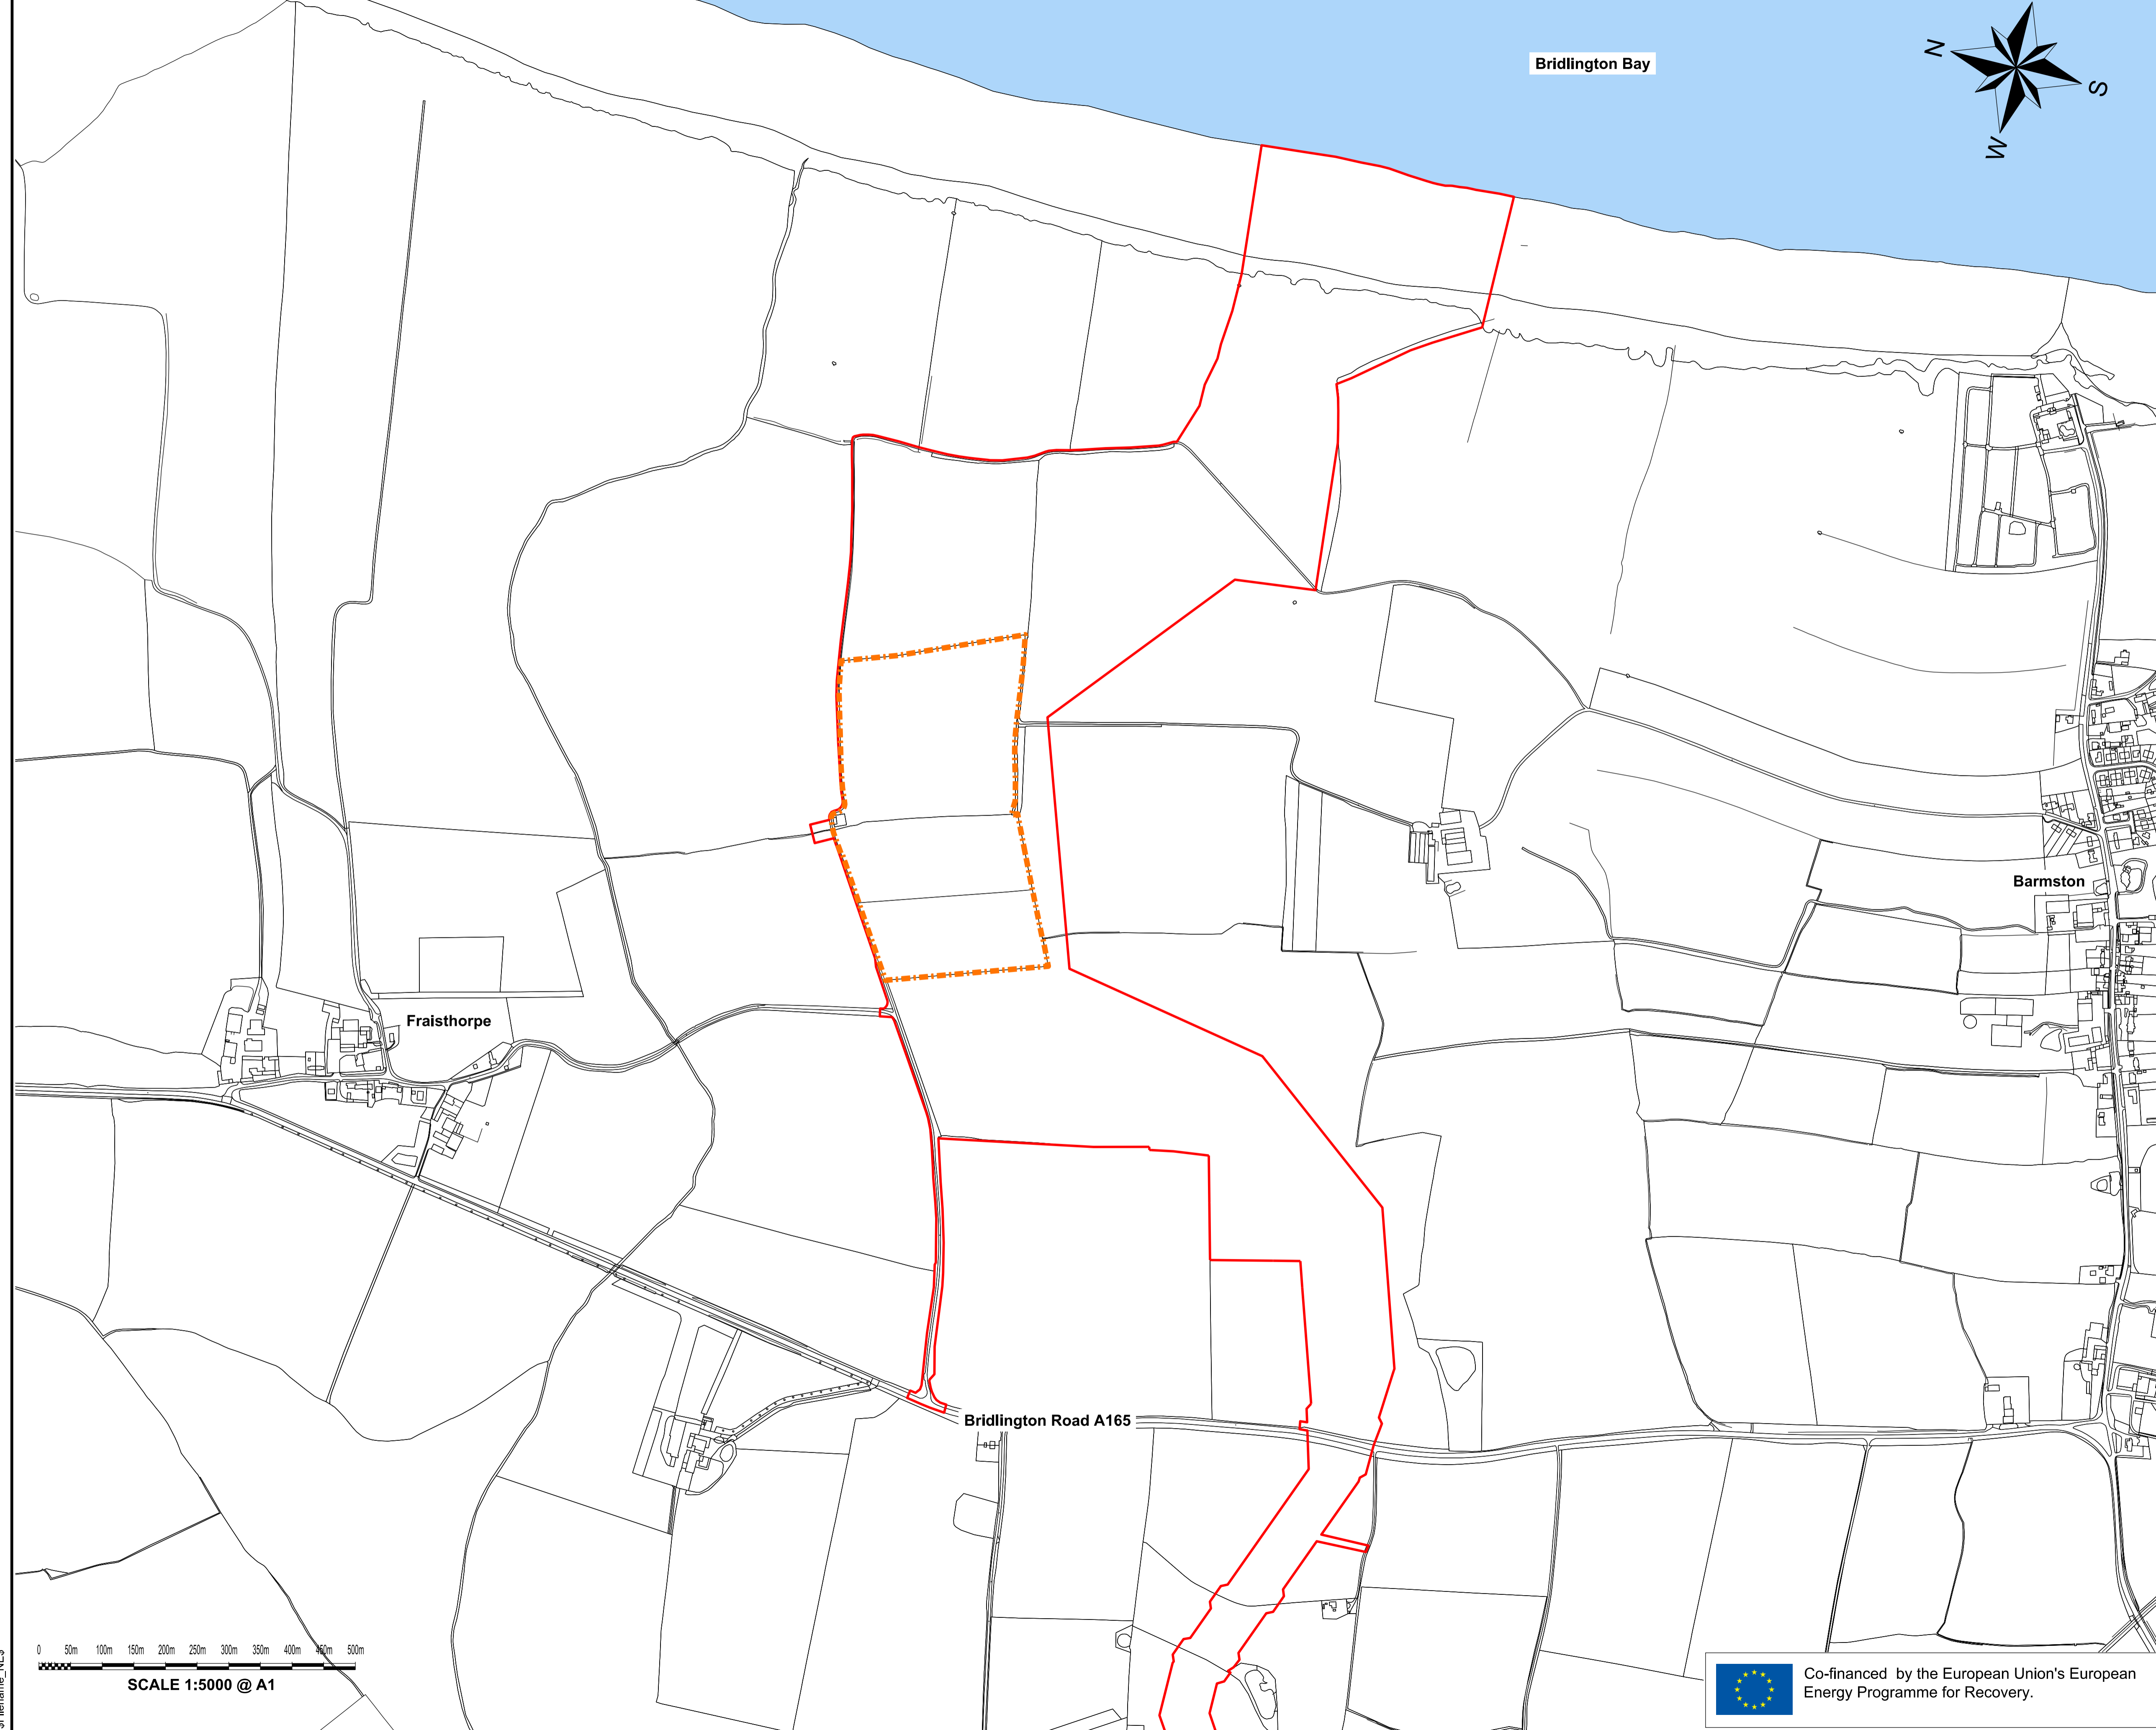 Bridlington Bay
N
S
W
Barmston
Fraisthorpe
Bridlington Road A165
0 50m 100m 150m 200m 250m 300m 350m 400m 450m 500m
SCALE 1:5000 @ A1
Co-financed by the European Union's European
Energy Programme for Recovery.